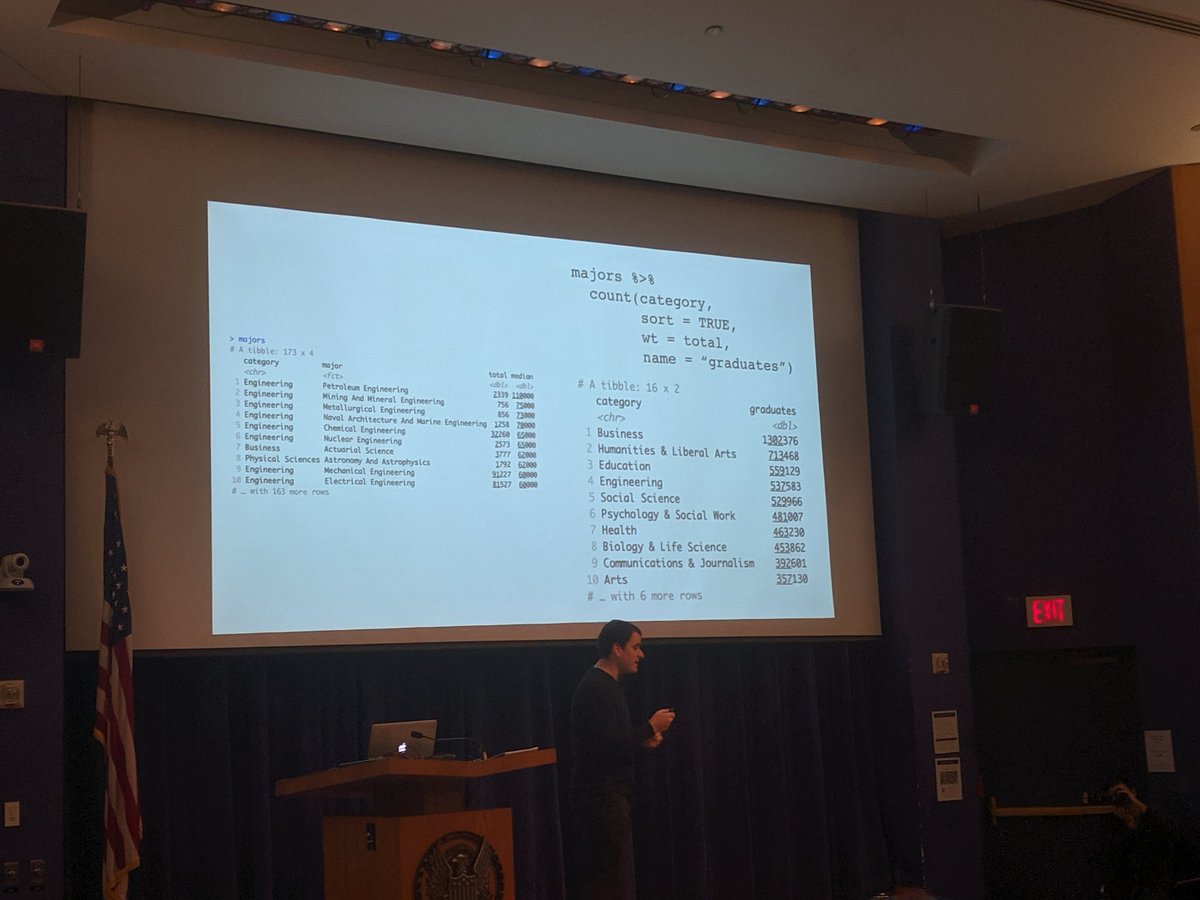 majors %>%
count(category,
sort = TRUE,
wt = total,
name = “graduates”)
> majors
# A tibble: 173 x 4
category major total median
<chr> <fct> <dbl> <dbl>
1 Engineering Petroleum Engineering 2339 110000
2 Engineering Mining And Mineral Engineering 756 75000
3 Engineering Metallurgical Engineering 856 73000
4 Engineering Naval Architecture And Marine Engineering 1258 70000
5 Engineering Chemical Engineering 32260 65000
6 Engineering Nuclear Engineering 2573 65000
7 Business Actuarial Science 3777 62000
8 Physical Sciences Astronomy And Astrophysics 1792 62000
9 Engineering Mechanical Engineering 91227 60000
10 Engineering Electrical Engineering 81527 60000
# … with 163 more rows
# A tibble: 16 x 2
category graduates
<chr> <dbl>
1 Business 1302376
2 Humanities & Liberal Arts 713468
3 Education 559129
4 Engineering 537583
5 Social Science 529966
6 Psychology & Social Work 481007
7 Health 463230
8 Biology & Life Science 453862
9 Communications & Journalism 392601
10 Arts 357130
# … with 6 more rows
EXIT